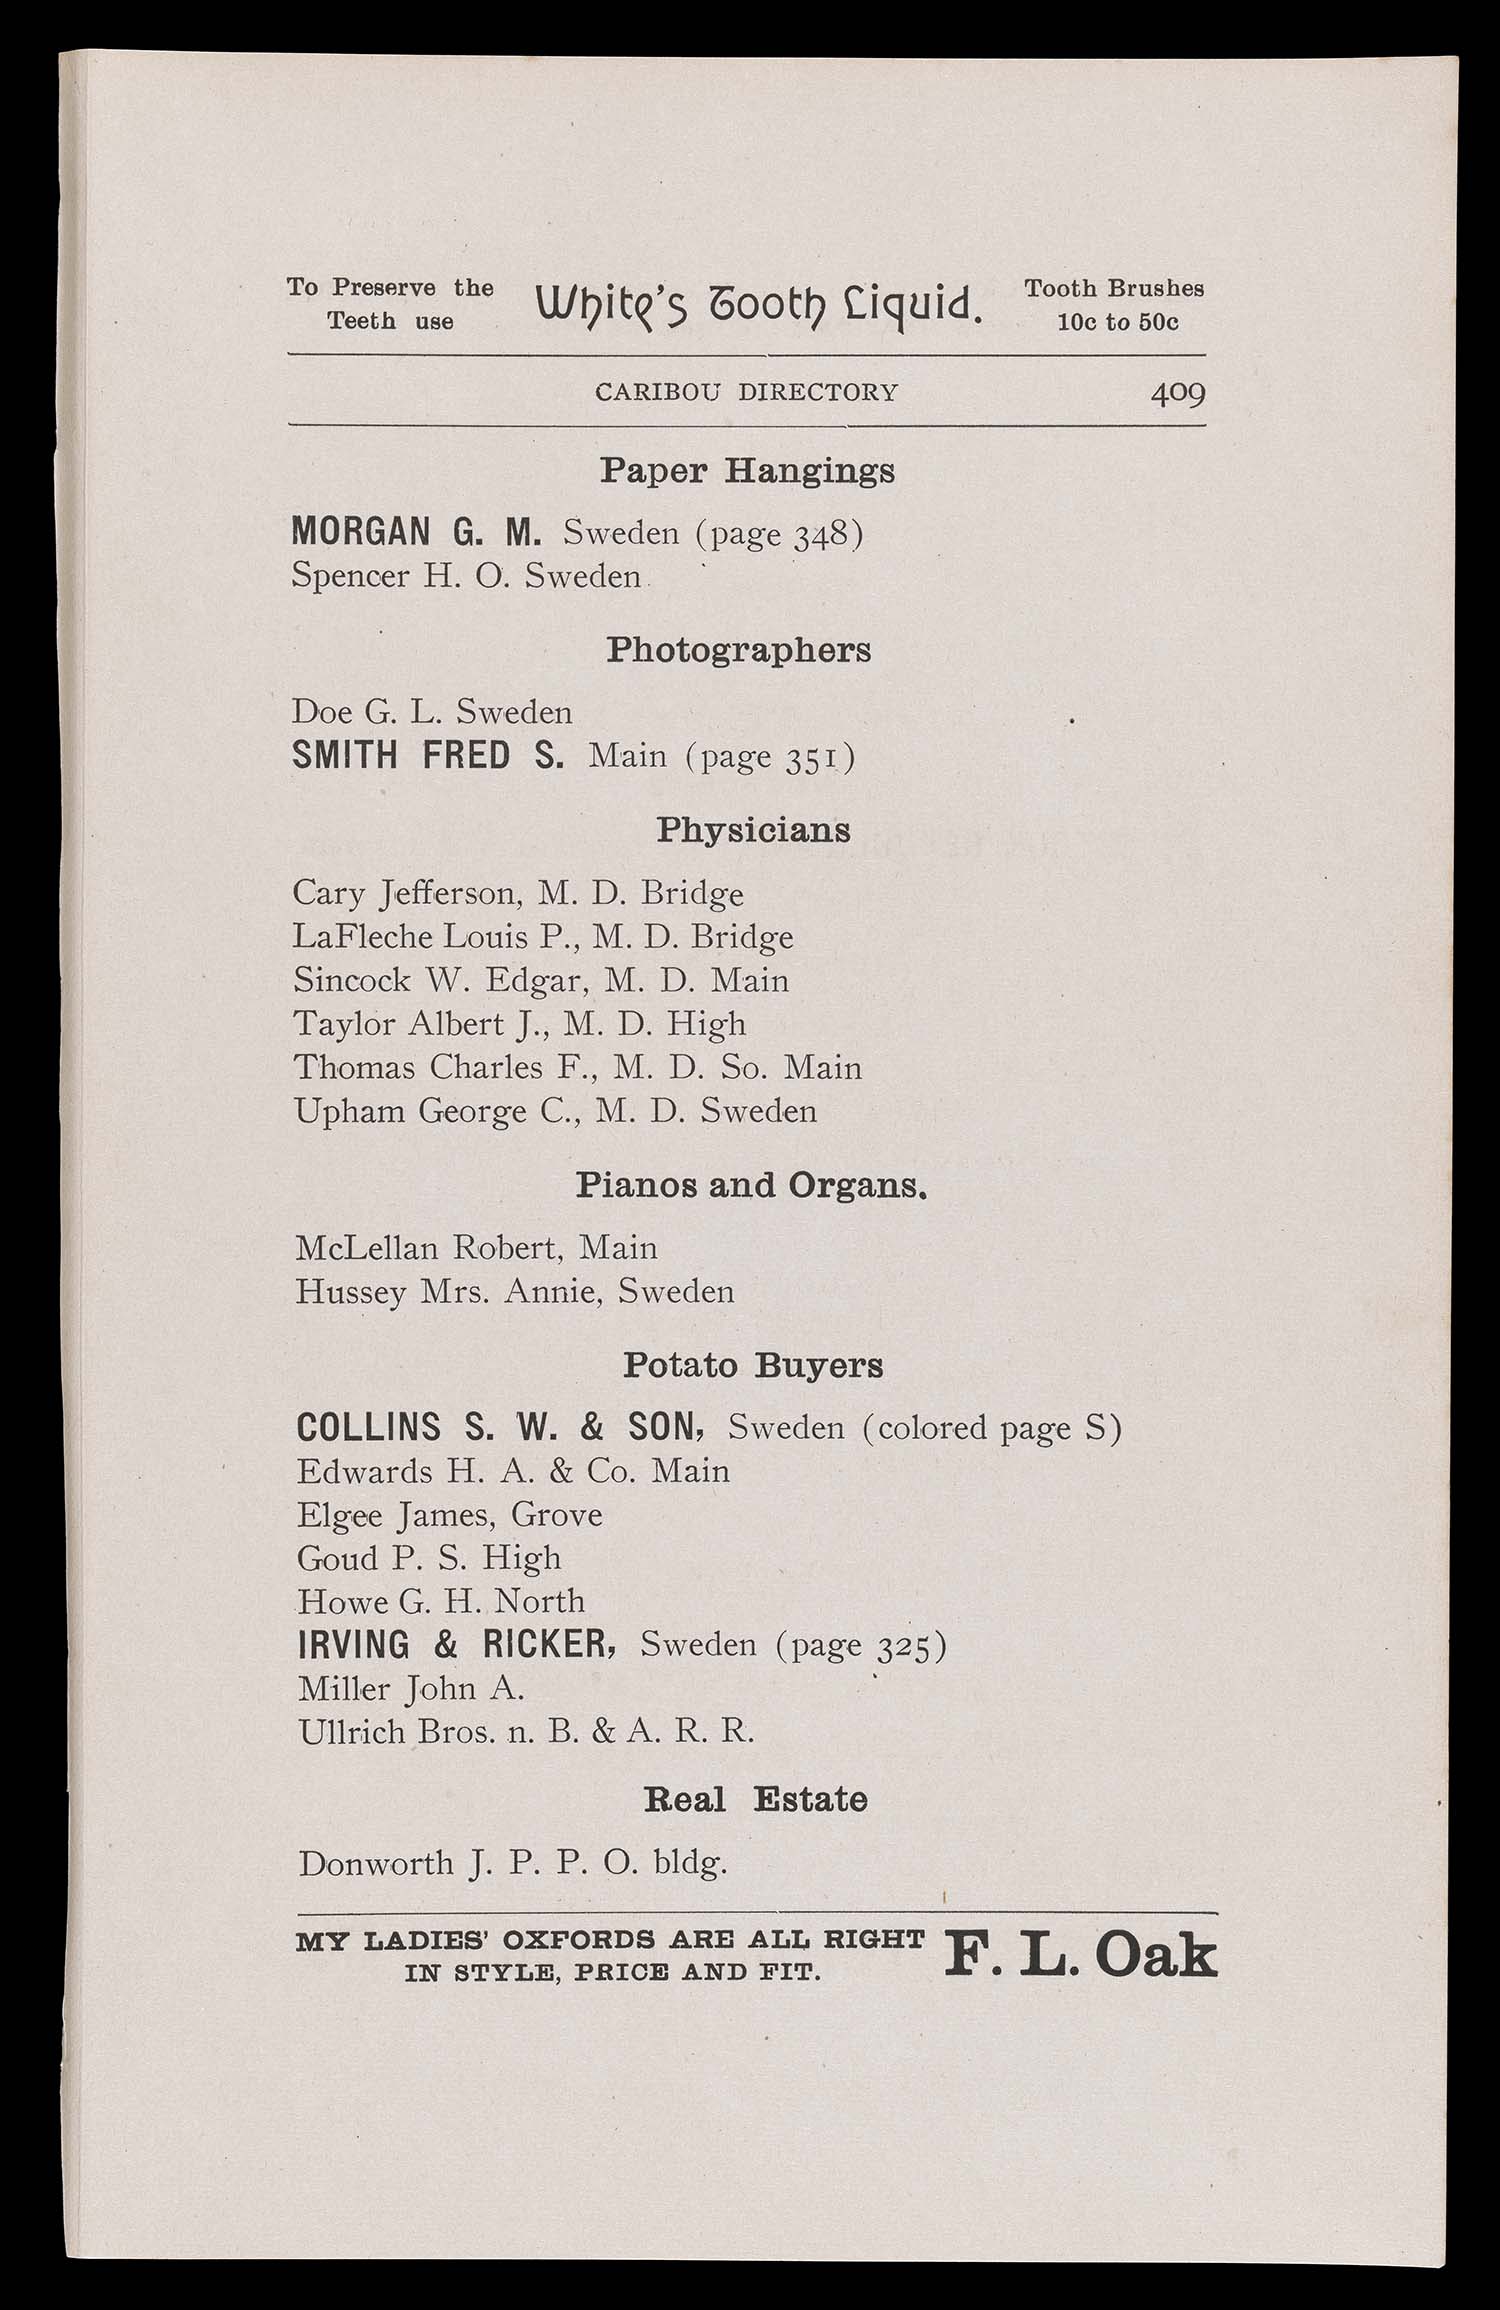 To Preserve the
Teeth use
White's Tooth Liquid.
Tooth Brushes
10c to 50c
CARIBOU DIRECTORY 409
Paper Hangings
MORGAN G. M. Sweden (page 348)
Spencer H. O. Sweden
Photographers
Doe G. L. Sweden
SMITH FRED S. Main (page 351)
Physicians
Cary Jefferson, M. D. Bridge
LaFleche Louis P., M. D. Bridge
Sincock W. Edgar, M. D. Main
Taylor Albert J., M. D. High
Thomas Charles F., M. D. So. Main
Upham George C., M. D. Sweden
Pianos and Organs.
McLellan Robert, Main
Hussey Mrs. Annie, Sweden
Potato Buyers
COLLINS S. W. & SON, Sweden (colored page S)
Edwards H. A. & Co. Main
Elgee James, Grove
Goud P. S. High
Howe G. H. North
IRVING & RICKER, Sweden (page 325)
Miller John A.
Ullrich Bros. n. B. & A. R. R.
Real Estate
Donworth J. P. P. O. bldg.
MY LADIES' OXFORDS ARE ALL RIGHT
IN STYLE, PRICE AND FIT.
F. L. Oak